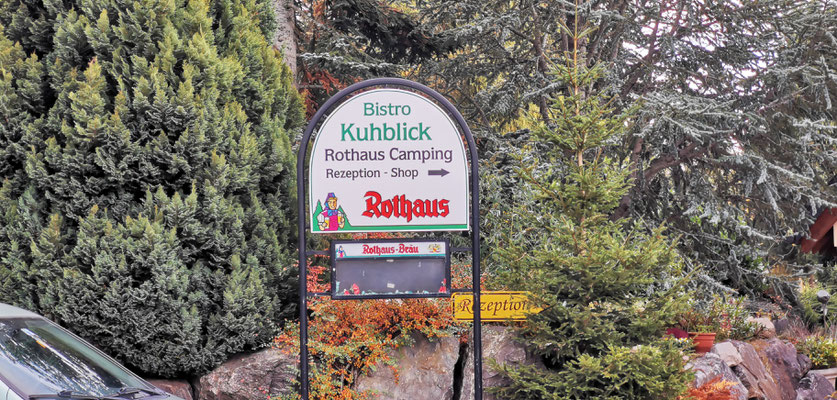 Bistro
Kuhblick
Rothaus Camping
Rezeption - Shop
Rothaus
Rothaus-Bräu
Rezeption